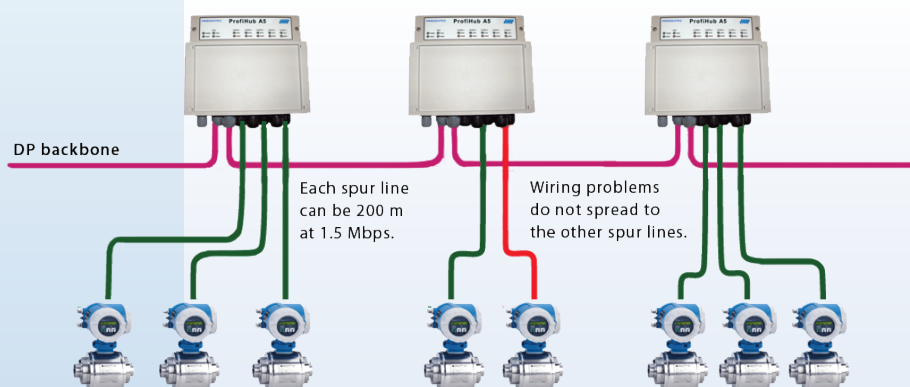 ProfiHub A5
ProfiHub A5
ProfiHub A5
DP backbone
Each spur line
can be 200 m
at 1.5 Mbps.
Wiring problems
do not spread to
the other spur lines.